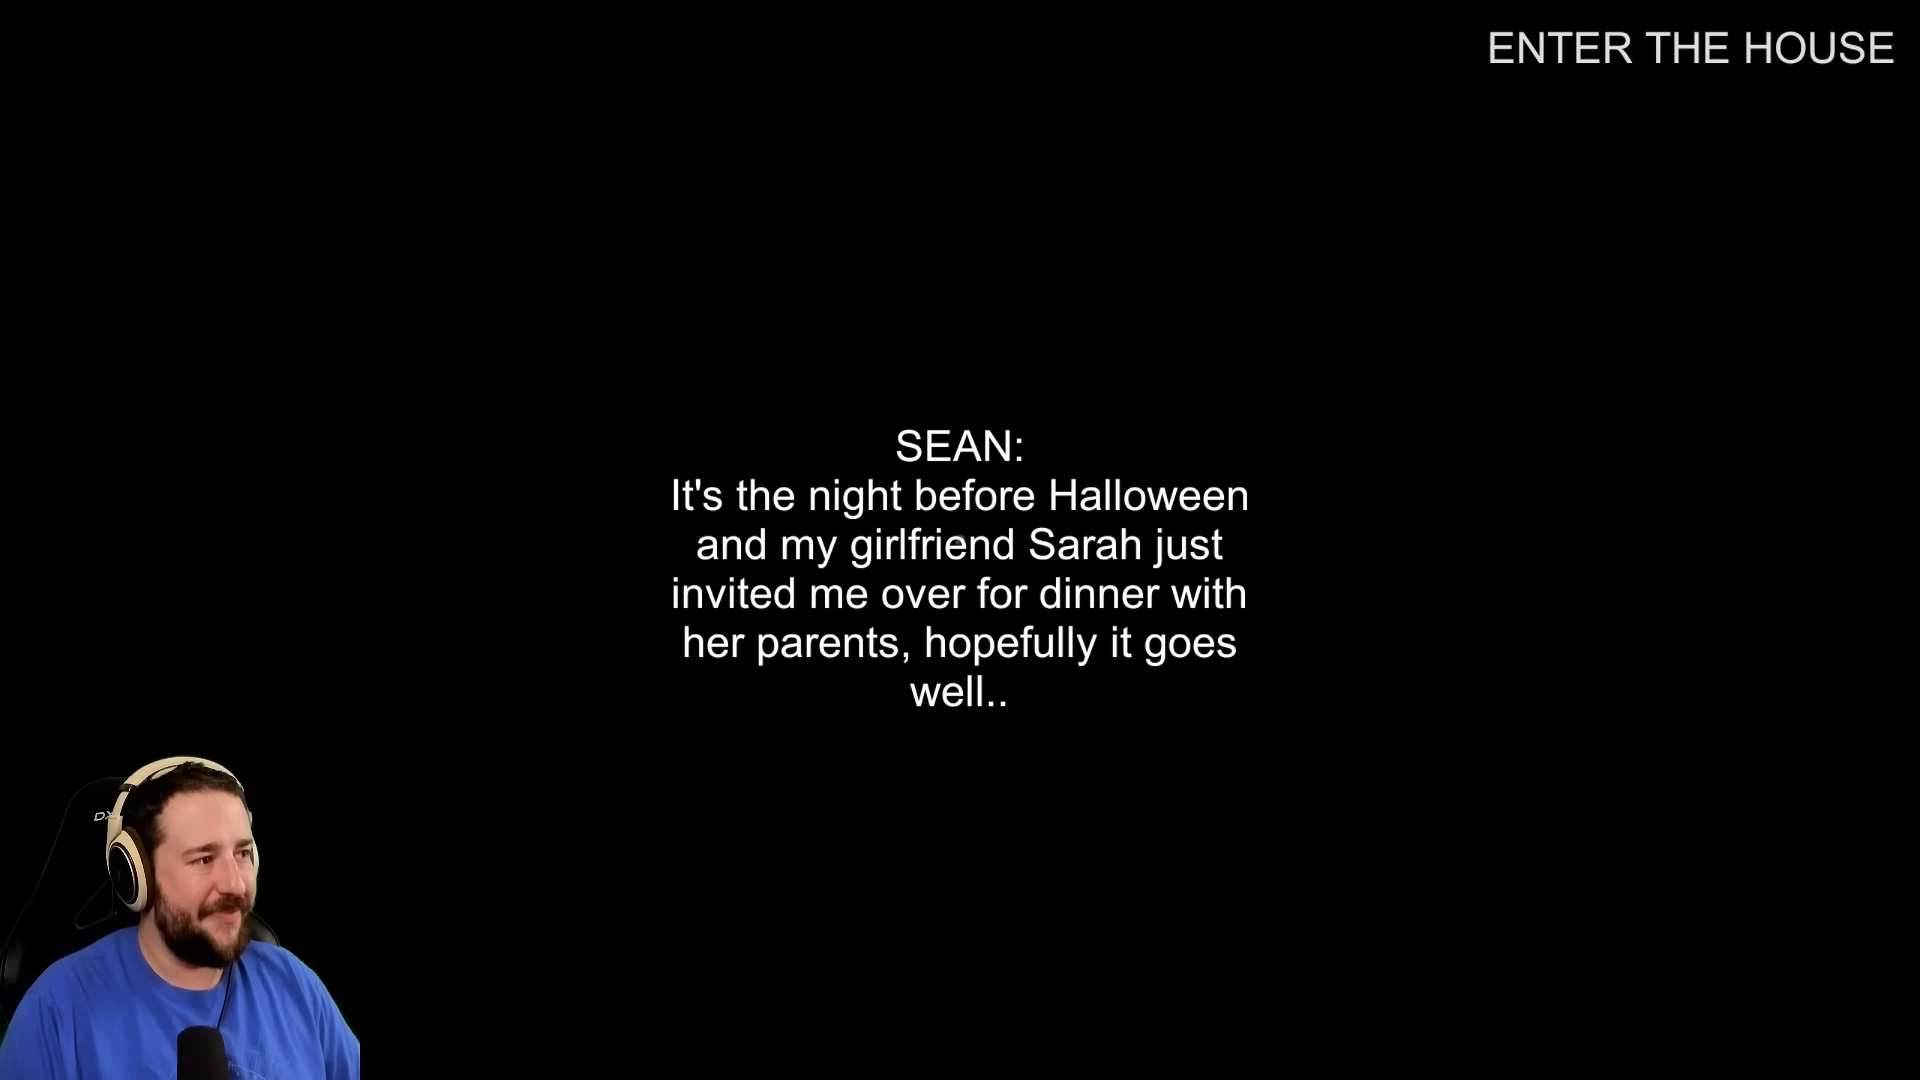 ENTER THE HOUSE
SEAN:
It's the night before Halloween
and my girlfriend Sarah just
invited me over for dinner with
her parents, hopefully it goes
well..
DX